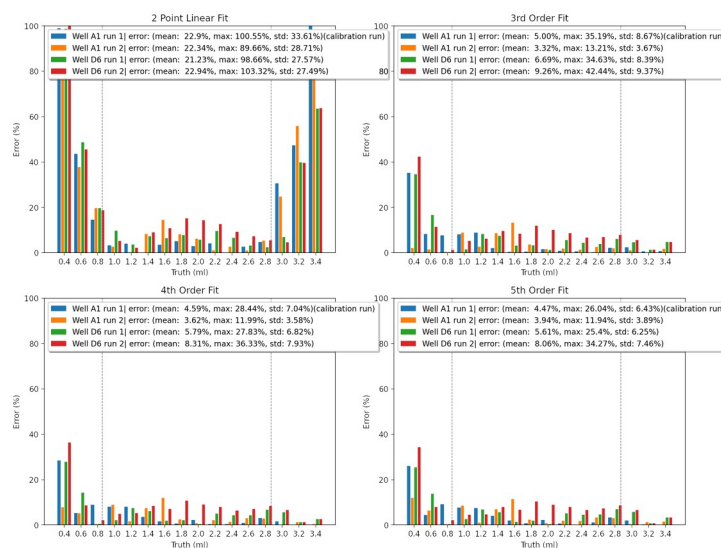 2 Point Linear Fit
Well A1 run 1| error: (mean: 22.9%, max: 100.55%, std: 33.61%)(calibration run)
Well A1 run 2| error: (mean: 22.34%, max: 89.66%, std: 28.71%)
Well D6 run 1| error: (mean: 21.23%, max: 98.66%, std: 27.57%)
Well D6 run 2| error: (mean: 22.94%, max: 103.32%, std: 27.49%)
100
80
60
40
20
0
Error (%)
0.4 0.6 0.8 1.0 1.2 1.4 1.6 1.8 2.0 2.2 2.4 2.6 2.8 3.0 3.2 3.4
Truth (ml)
3rd Order Fit
Well A1 run 1| error: (mean: 5.00%, max: 35.19%, std: 8.67%)(calibration run)
Well A1 run 2| error: (mean: 3.32%, max: 13.21%, std: 3.67%)
Well D6 run 1| error: (mean: 6.69%, max: 34.63%, std: 8.39%)
Well D6 run 2| error: (mean: 9.26%, max: 42.44%, std: 9.37%)
100
80
60
40
20
0
Error (%)
0.4 0.6 0.8 1.0 1.2 1.4 1.6 1.8 2.0 2.2 2.4 2.6 2.8 3.0 3.2 3.4
Truth (ml)
4th Order Fit
Well A1 run 1| error: (mean: 4.59%, max: 28.44%, std: 7.04%)(calibration run)
Well A1 run 2| error: (mean: 3.62%, max: 11.99%, std: 3.58%)
Well D6 run 1| error: (mean: 5.79%, max: 27.83%, std: 6.82%)
Well D6 run 2| error: (mean: 8.31%, max: 36.33%, std: 7.93%)
100
80
60
40
20
0
Error (%)
0.4 0.6 0.8 1.0 1.2 1.4 1.6 1.8 2.0 2.2 2.4 2.6 2.8 3.0 3.2 3.4
Truth (ml)
5th Order Fit
Well A1 run 1| error: (mean: 4.47%, max: 26.04%, std: 6.43%)(calibration run)
Well A1 run 2| error: (mean: 3.94%, max: 11.94%, std: 3.89%)
Well D6 run 1| error: (mean: 5.61%, max: 25.4%, std: 6.25%)
Well D6 run 2| error: (mean: 8.06%, max: 34.27%, std: 7.46%)
100
80
60
40
20
0
Error (%)
0.4 0.6 0.8 1.0 1.2 1.4 1.6 1.8 2.0 2.2 2.4 2.6 2.8 3.0 3.2 3.4
Truth (ml)